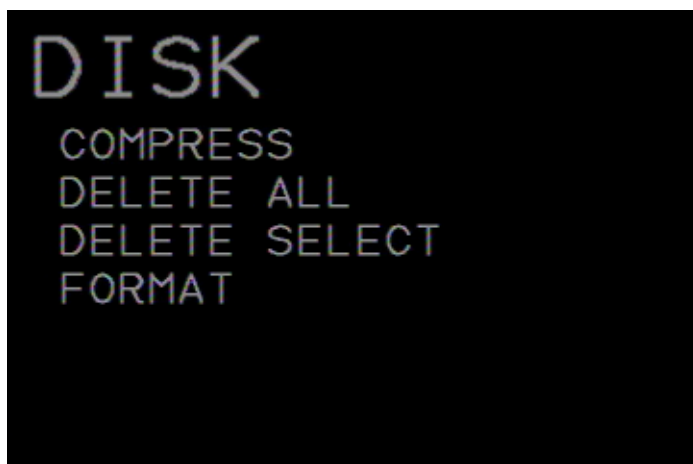 DISK
COMPRESS
DELETE ALL
DELETE SELECT
FORMAT